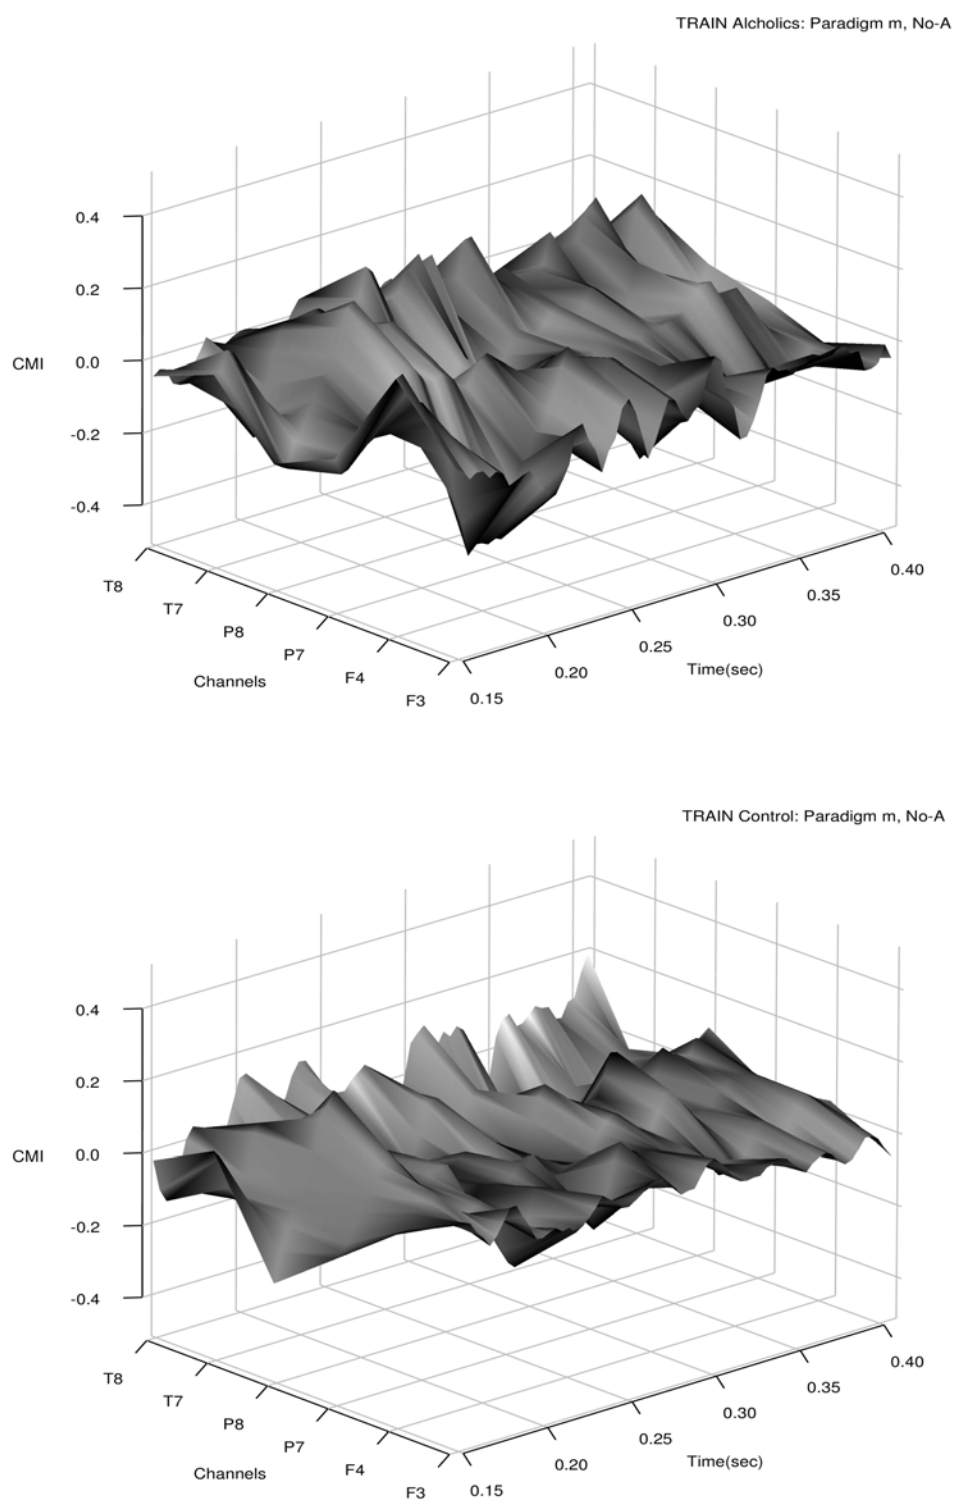 TRAIN Alcholics: Paradigm m, No-A
0.4
0.2
0.0
-0.2
-0.4
CMI
T8
T7
P8
P7
F4
F3
Channels
0.15
0.20
0.25
0.30
0.35
0.40
Time(sec)
TRAIN Control: Paradigm m, No-A
0.4
0.2
0.0
-0.2
-0.4
CMI
T8
T7
P8
P7
F4
F3
Channels
0.15
0.20
0.25
0.30
0.35
0.40
Time(sec)